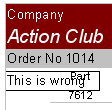 Company
Action Club
Order No 1014
This is wrong
Part
7612